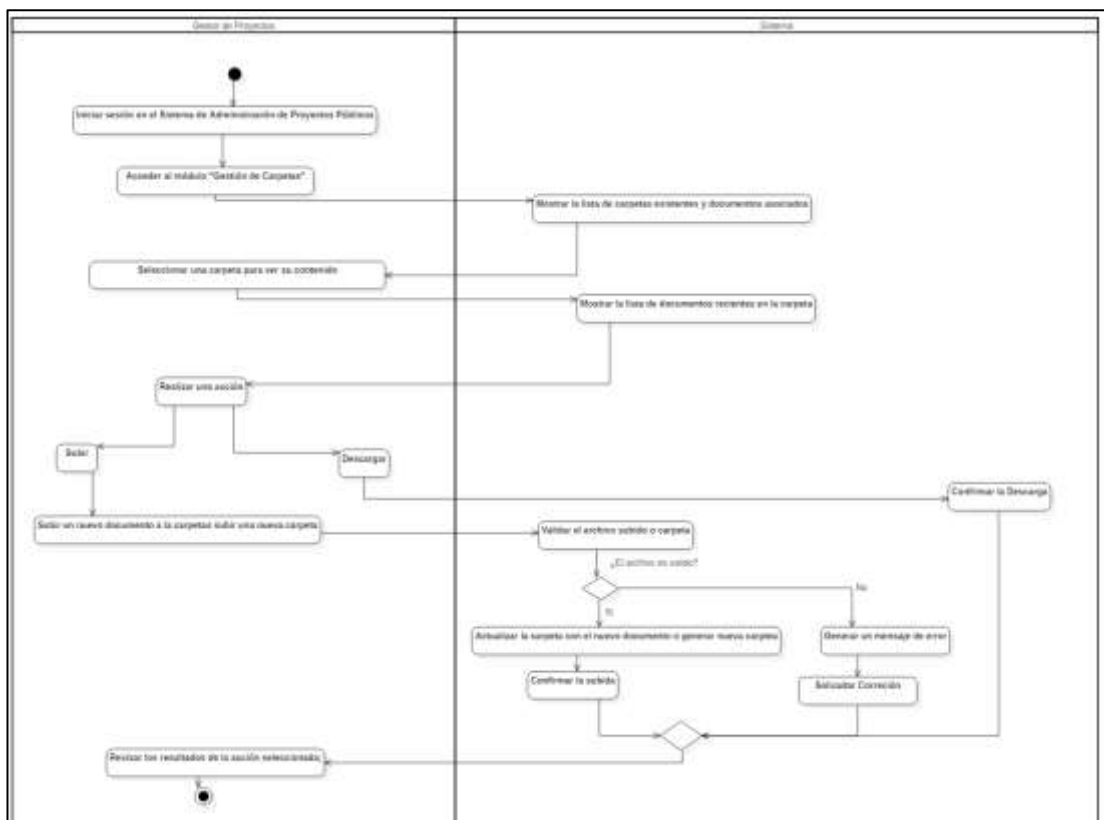 Gestor de Proyectos
Sistema
Iniciar sesión en el Sistema de Administración de Proyectos Públicos
Acceder al módulo "Gestión de Carpetas"
Mostrar la lista de carpetas existentes y documentos asociados
Seleccionar una carpeta para ver su contenido
Mostrar la lista de documentos recientes en la carpeta
Realizar una acción
Subir
Descargar
Confirmar la Descarga
Subir un nuevo documento a la carpeta subir una nueva carpeta
Validar el archivo subido o carpeta
¿El archivo es valido?
No
Si
Actualizar la carpeta con el nuevo documento o generar nueva carpeta
Generar un mensaje de error
Confirmar la subida
Solicitar Correción
Revisar los resultados de la acción seleccionada;